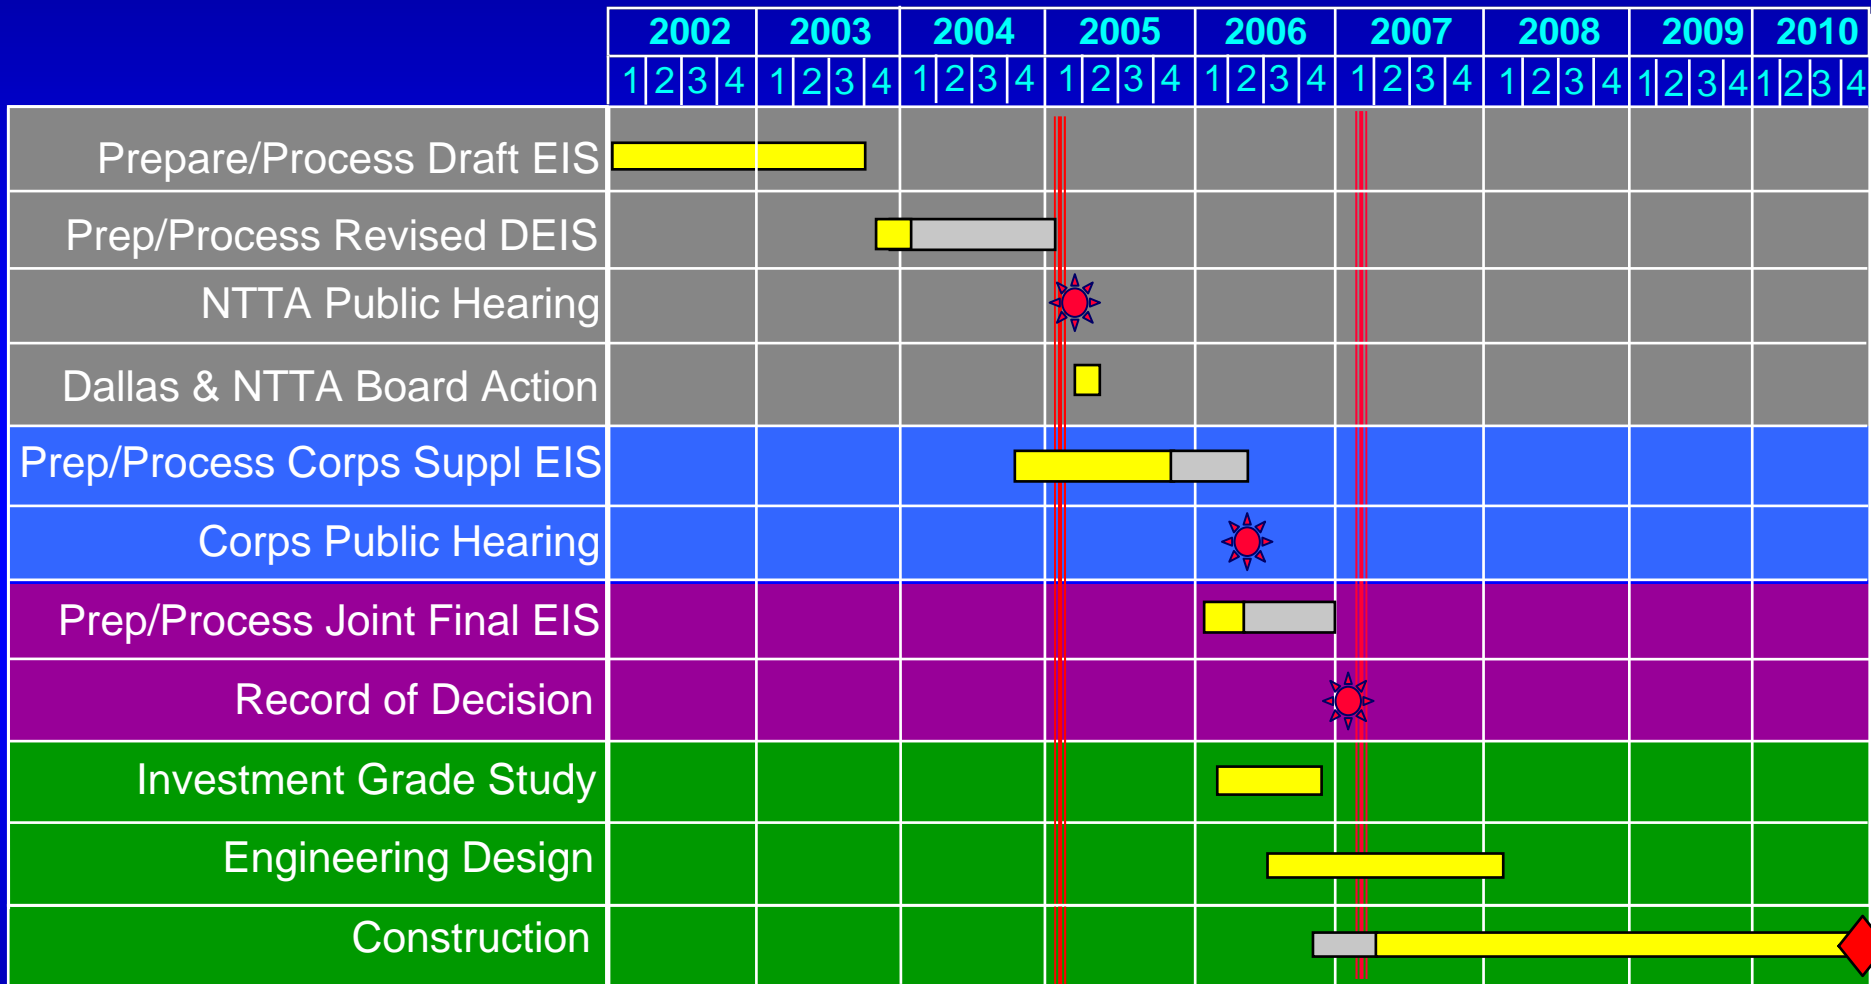 2002 2003 2004 2005 2006 2007 2008 2009 2010
1 2 3 4 1 2 3 4 1 2 3 4 1 2 3 4 1 2 3 4 1 2 3 4 1 2 3 4 1 2 3 4 1 2 3 4
Prepare/Process Draft EIS
Prep/Process Revised DEIS
NTTA Public Hearing
Dallas & NTTA Board Action
Prep/Process Corps Suppl EIS
Corps Public Hearing
Prep/Process Joint Final EIS
Record of Decision
Investment Grade Study
Engineering Design
Construction